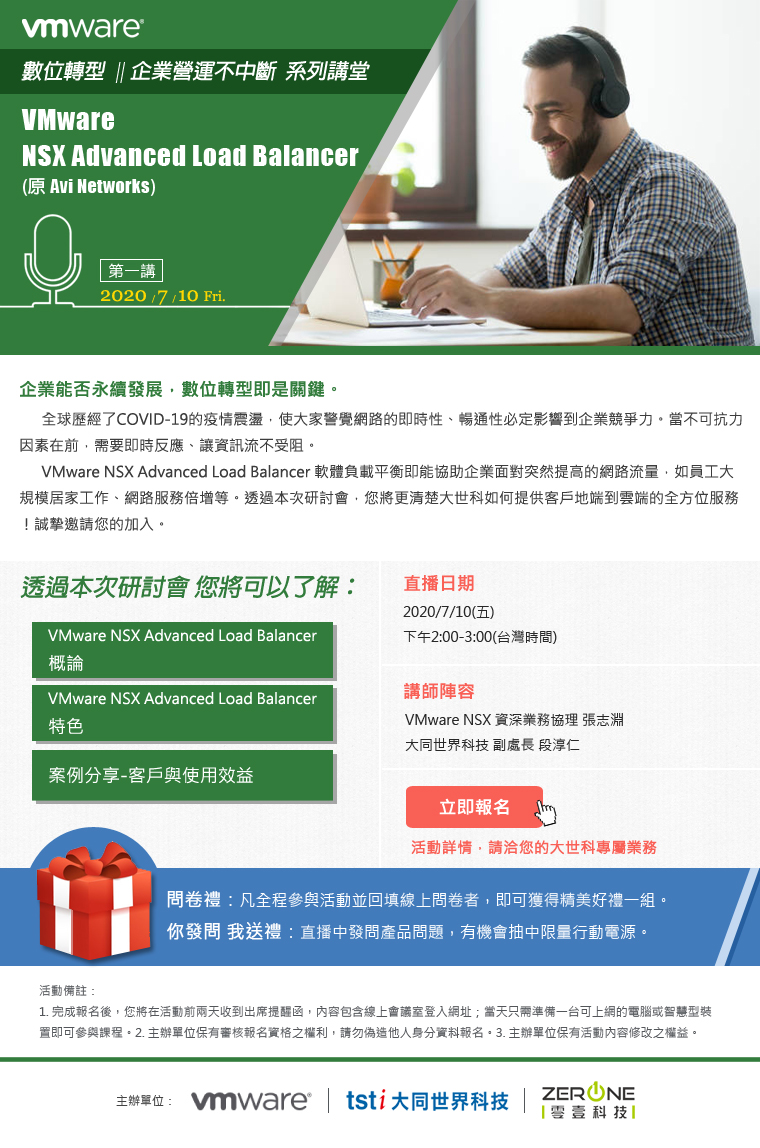 vmware
數位轉型 || 企業營運不中斷 系列講堂
VMware
NSX Advanced Load Balancer
(原 Avi Networks)
第一講
2020 / 7 / 10 Fri.
企業能否永續發展，數位轉型即是關鍵。
全球歷經了COVID-19的疫情震盪，使大家警覺網路的即時性、暢通性必定影響到企業競爭力。當不可抗力
因素在前，需要即時反應、讓資訊流不受阻。
VMware NSX Advanced Load Balancer 軟體負載平衡即能協助企業面對突然提高的網路流量，如員工大
規模居家工作、網路服務倍增等。透過本次研討會，您將更清楚大世科如何提供客戶地端到雲端的全方位服務
！誠摯邀請您的加入。
透過本次研討會 您將可以了解：
VMware NSX Advanced Load Balancer
概論
VMware NSX Advanced Load Balancer
特色
案例分享-客戶與使用效益
直播日期
2020/7/10(五)
下午2:00-3:00(台灣時間)
講師陣容
VMware NSX 資深業務協理 張志淵
大同世界科技 副處長 段淳仁
立即報名
活動詳情，請洽您的大世科專屬業務
問卷禮：凡全程參與活動並回填線上問卷者，即可獲得精美好禮一組。
你發問 我送禮：直播中發問產品問題，有機會抽中限量行動電源。
活動備註：
1. 完成報名後，您將在活動前兩天收到出席提醒函，內容包含線上會議室登入網址；當天只需準備一台可上網的電腦或智慧型裝
置即可參與課程。2. 主辦單位保有審核報名資格之權利，請勿偽造他人身分資料報名。3. 主辦單位保有活動內容修改之權益。
主辦單位：
vmware
tsti 大同世界科技
ZERONE
零壹科技